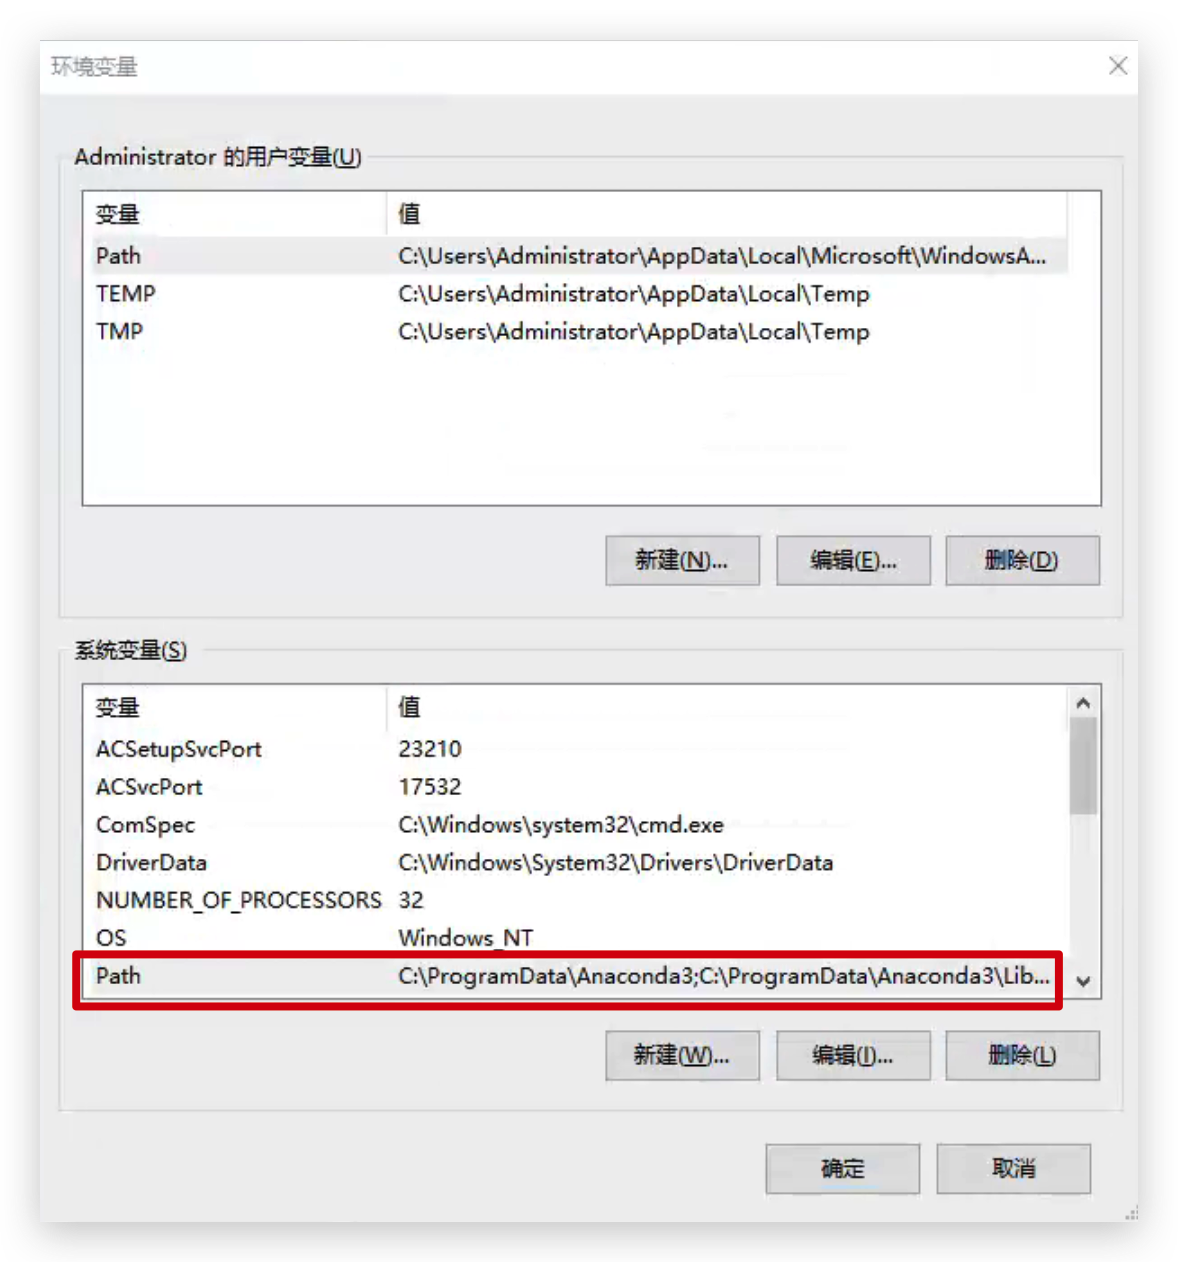 环境变量
Administrator 的用户变量(U)
变量 值
Path C:\Users\Administrator\AppData\Local\Microsoft\WindowsA...
TEMP C:\Users\Administrator\AppData\Local\Temp
TMP C:\Users\Administrator\AppData\Local\Temp
新建(N)... 编辑(E)... 删除(D)
系统变量(S)
变量 值
ACSetupSvcPort 23210
ACSvcPort 17532
ComSpec C:\Windows\system32\cmd.exe
DriverData C:\Windows\System32\Drivers\DriverData
NUMBER_OF_PROCESSORS 32
OS Windows_NT
Path C:\ProgramData\Anaconda3;C:\ProgramData\Anaconda3\Lib...
新建(W)... 编辑(I)... 删除(L)
确定 取消